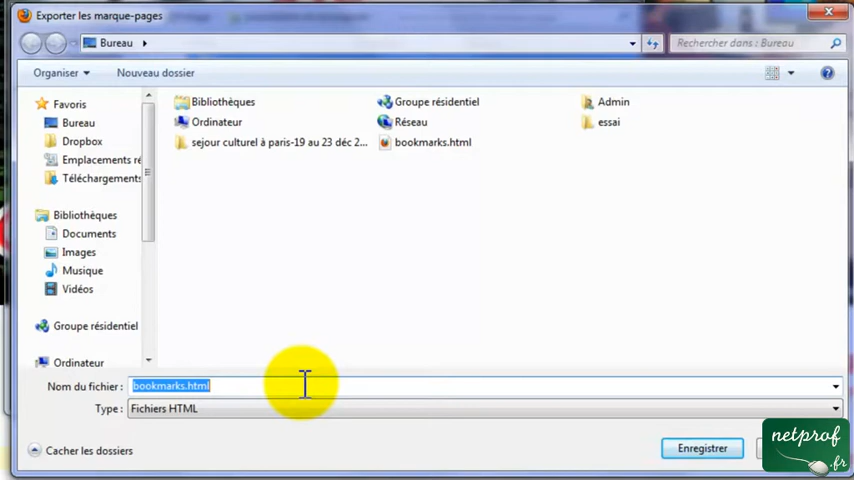 Exporter les marque-pages
Bureau
Rechercher dans : Bureau
Organiser
Nouveau dossier
Favoris
Bureau
Dropbox
Emplacements ré
Téléchargements
Bibliothèques
Documents
Images
Musique
Vidéos
Groupe résidentiel
Ordinateur
Bibliothèques
Groupe résidentiel
Admin
Ordinateur
Réseau
essai
sejour culturel à paris-19 au 23 déc 2...
bookmarks.html
Nom du fichier : bookmarks.html
Type : Fichiers HTML
Cacher les dossiers
Enregistrer
netprof
.fr